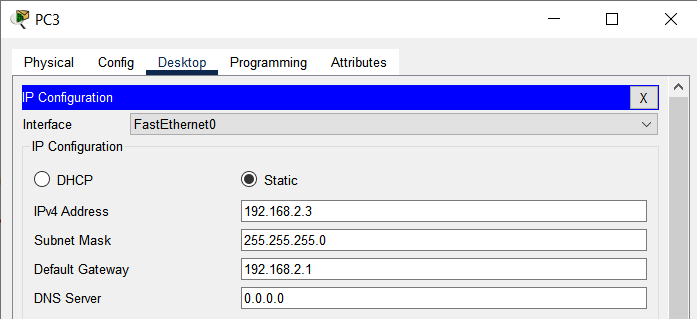 PC3
Physical Config Desktop Programming Attributes
IP Configuration X
Interface FastEthernet0
IP Configuration
DHCP Static
IPv4 Address 192.168.2.3
Subnet Mask 255.255.255.0
Default Gateway 192.168.2.1
DNS Server 0.0.0.0